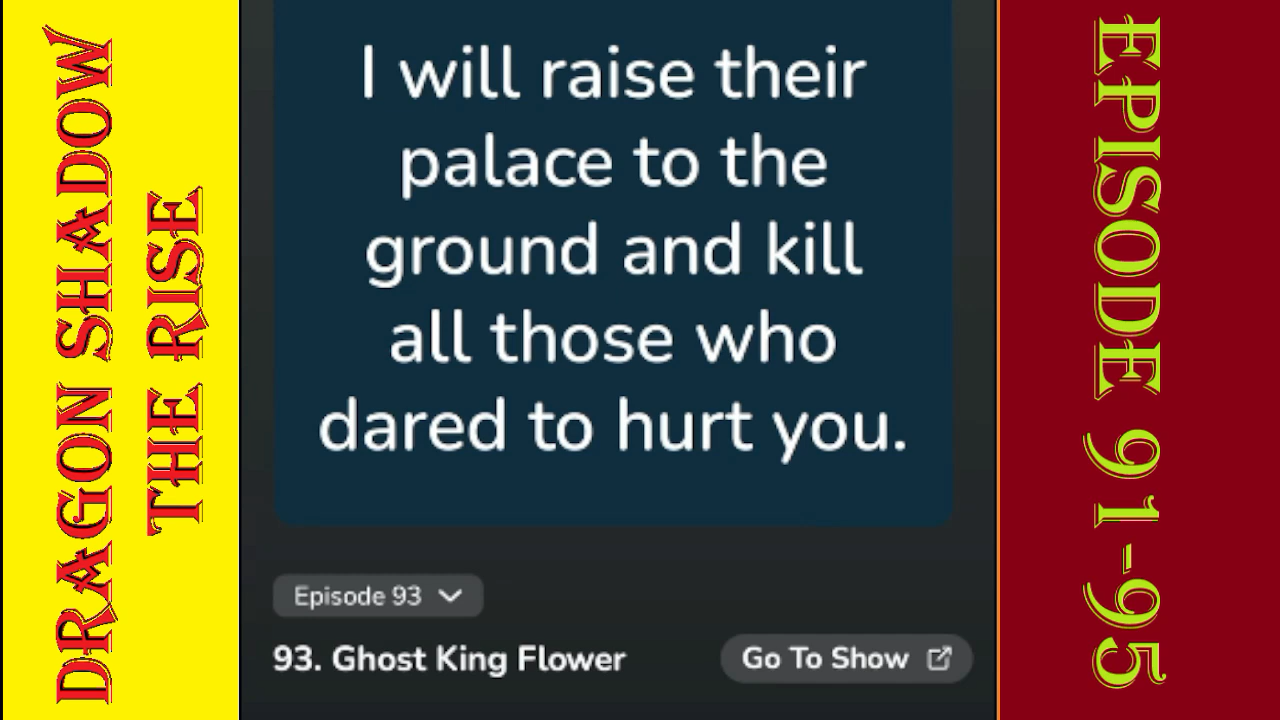 DRAGON SHADOW
THE RISE
I will raise their
palace to the
ground and kill
all those who
dared to hurt you.
Episode 93
93. Ghost King Flower
Go To Show
EPISODE 91-95